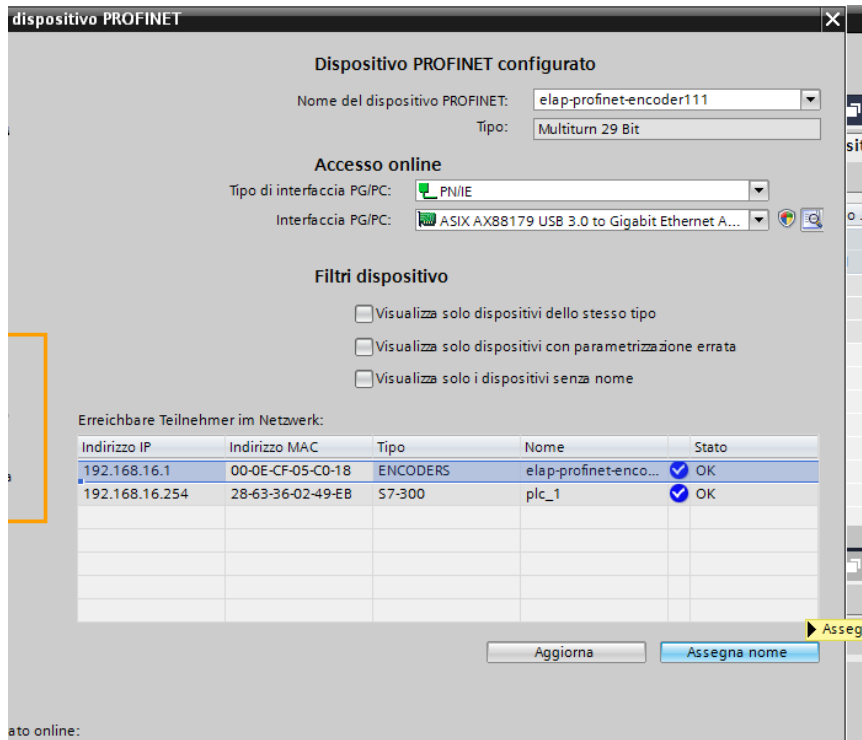 dispositivo PROFINET
Dispositivo PROFINET configurato
Nome del dispositivo PROFINET: elap-profinet-encoder111
Tipo: Multiturn 29 Bit
Accesso online
Tipo di interfaccia PG/PC: PN/IE
Interfaccia PG/PC: ASIX AX88179 USB 3.0 to Gigabit Ethernet A...
Filtri dispositivo
Visualizza solo dispositivi dello stesso tipo
Visualizza solo dispositivi con parametrizzazione errata
Visualizza solo i dispositivi senza nome
Erreichbare Teilnehmer im Netzwerk:
Indirizzo IP Indirizzo MAC Tipo Nome Stato
192.168.16.1 00-0E-CF-05-C0-18 ENCODERS elap-profinet-enco... OK
192.168.16.254 28-63-36-02-49-EB S7-300 plc_1 OK
Asseg
Aggiorna Assegna nome
ato online: